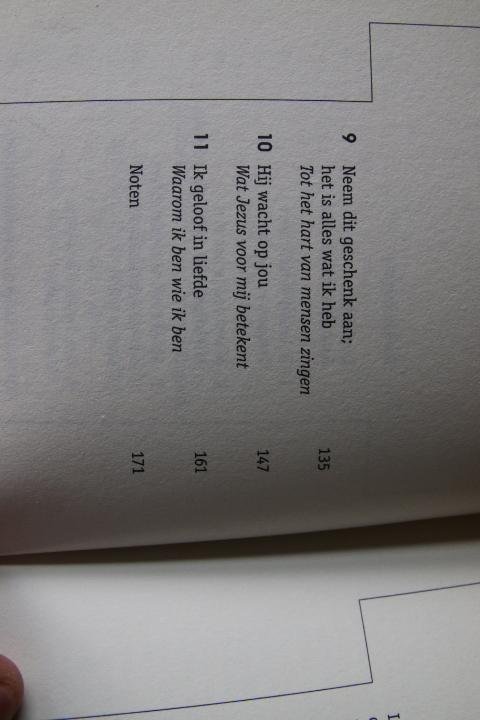 9 Neem dit geschenk aan;
het is alles wat ik heb 135
Tot het hart van mensen zingen
10 Hij wacht op jou 147
Wat Jezus voor mij betekent
11 Ik geloof in liefde 161
Waarom ik ben wie ik ben
Noten 171